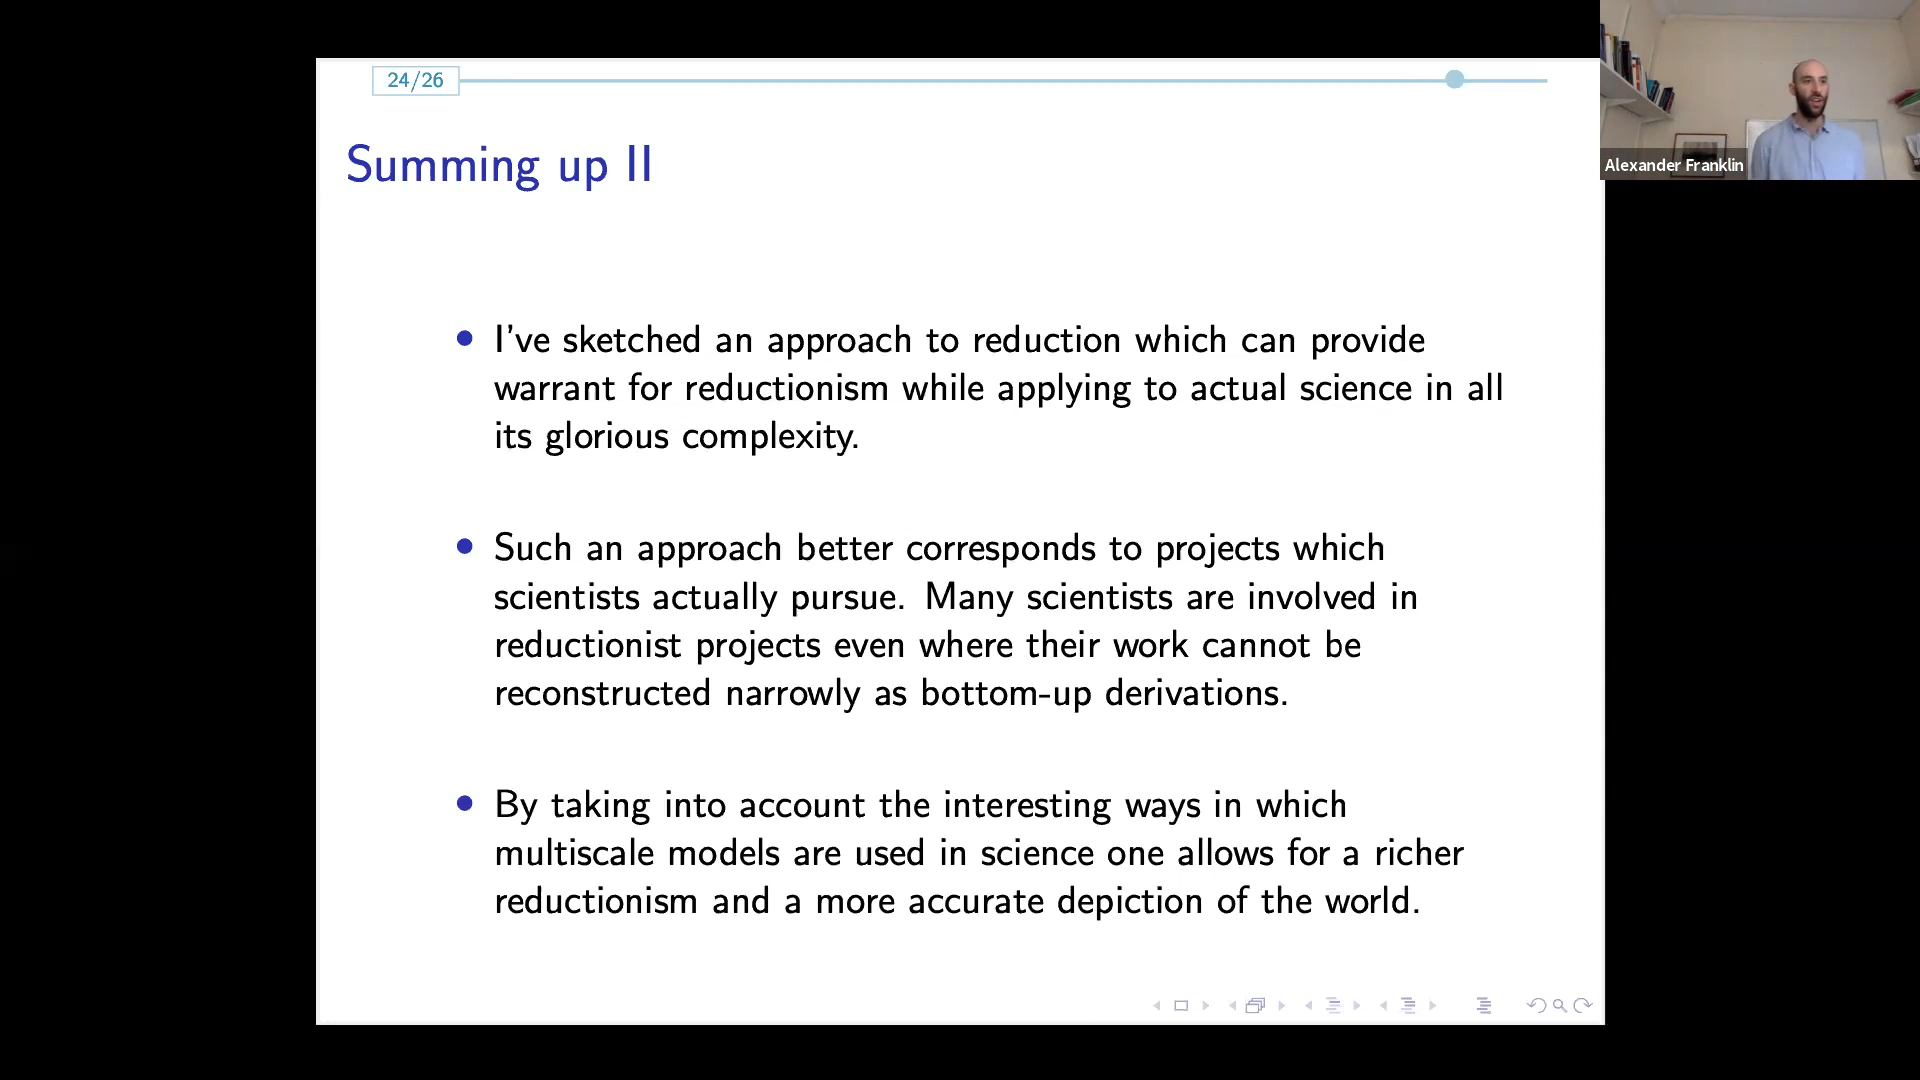 24/26
Alexander Franklin
Summing up II
• I've sketched an approach to reduction which can provide
warrant for reductionism while applying to actual science in all
its glorious complexity.
• Such an approach better corresponds to projects which
scientists actually pursue. Many scientists are involved in
reductionist projects even where their work cannot be
reconstructed narrowly as bottom-up derivations.
• By taking into account the interesting ways in which
multiscale models are used in science one allows for a richer
reductionism and a more accurate depiction of the world.